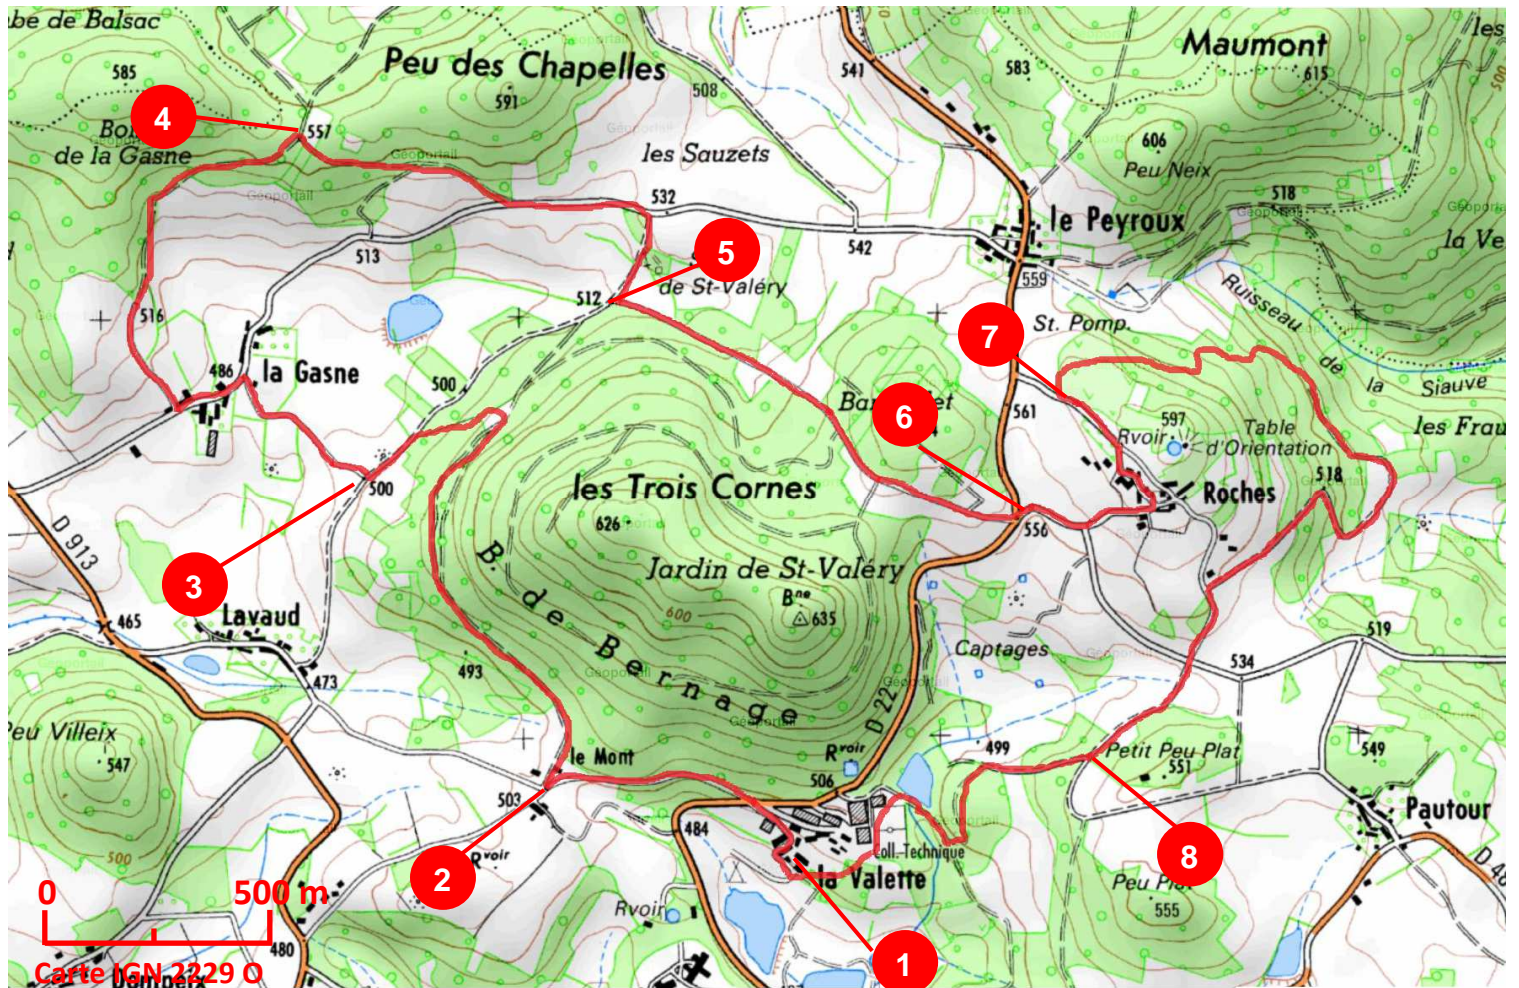 be de Balsac
585
Peu des Chapelles
591
508
541
583
Maumont
615
les
500
4
557
de la Gasne
Géoportail
les Sauzets
606
Peu Neix
518
532
542
513
le Peyroux
559
la Ve
5
512
de St-Valéry
516
486
la Gasne
500
7
St. Pomp.
Ruisseau
de
la
Siauve
les Frau
6
561
597
Rvoir
Table
d'Orientation
518
Roches
556
500
les Trois Cornes
626
Jardin de St-Valéry
Bne
635
600
B. de Bernage
D 913
3
Lavaud
465
473
493
Captages
519
534
D 22
Peu Villeix
547
500
le Mont
503
Rvoir
506
499
Petit Peu Plat
551
549
Pautour
484
2
Rvoir
Coll. Technique
la Valette
8
555
D 48
0
500 m
Rvoir
1
480
Carte IGN 2229 O